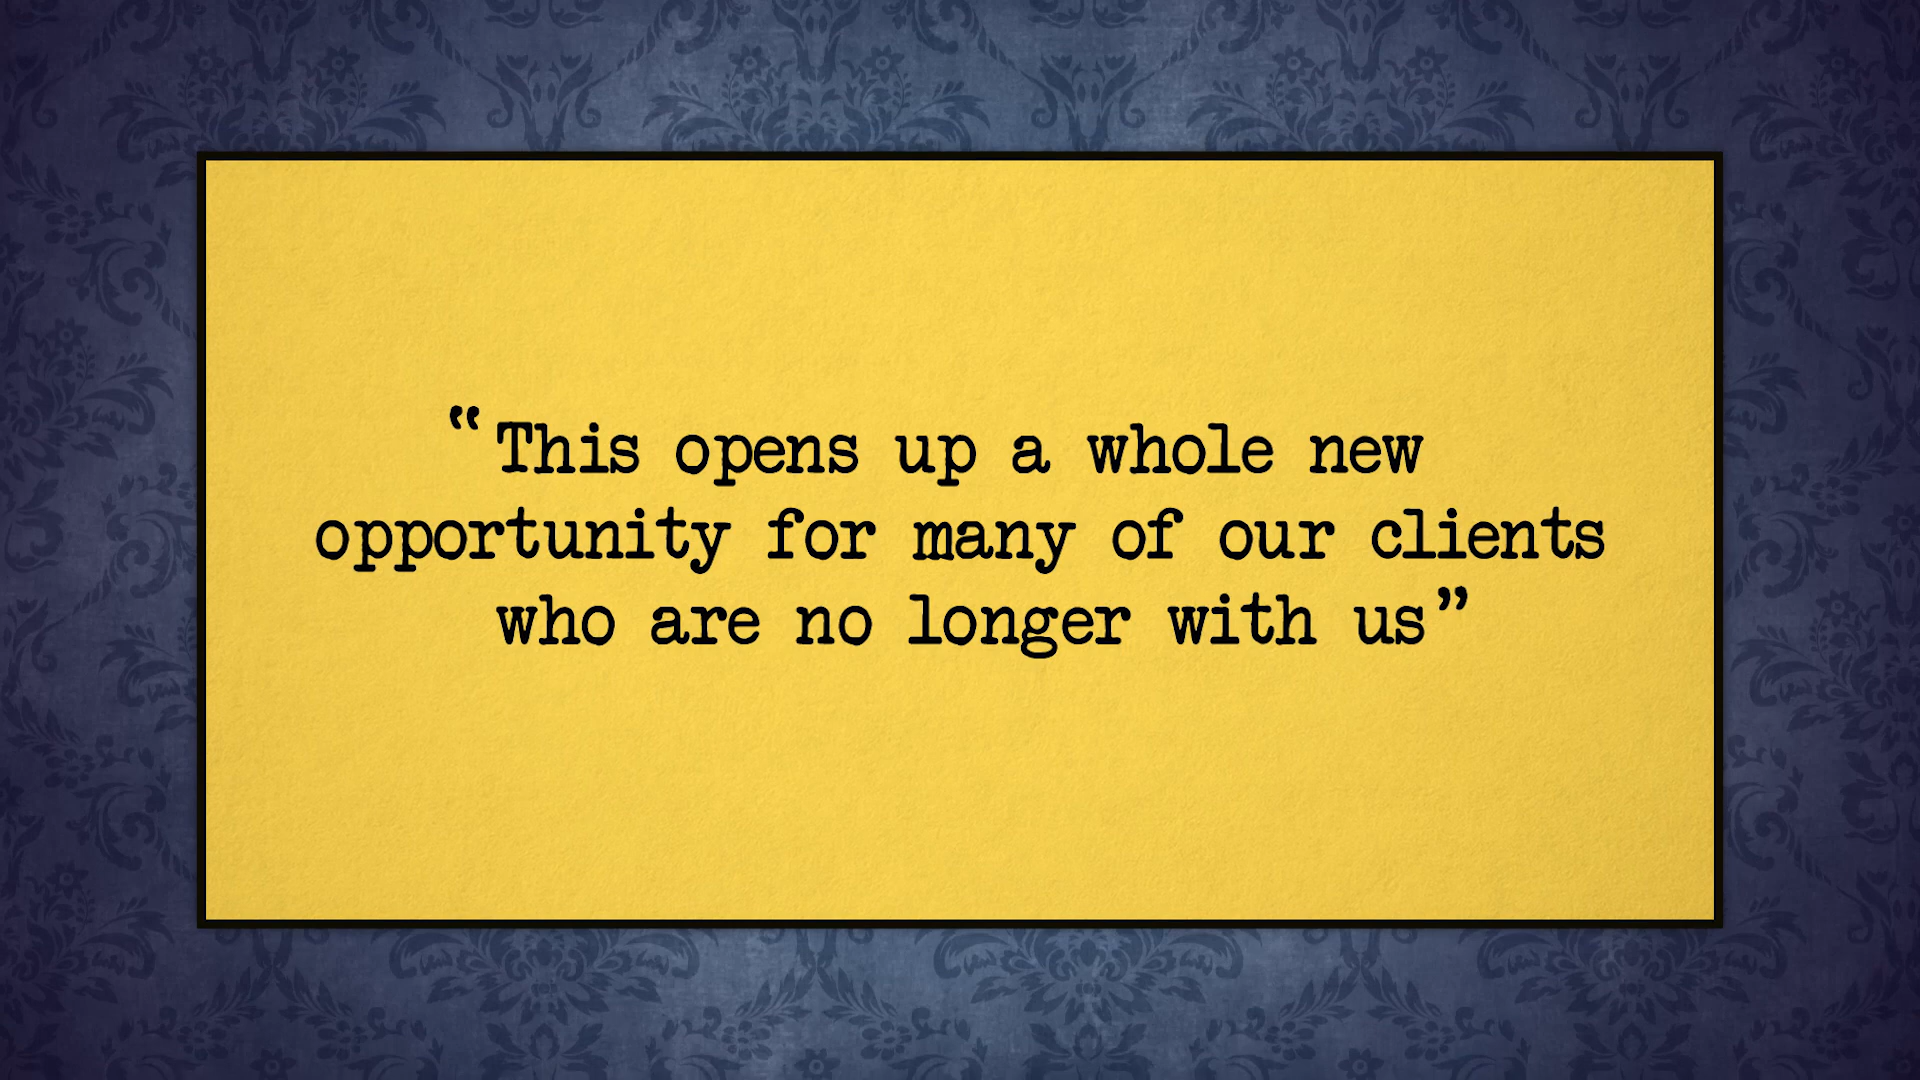 “This opens up a whole new
opportunity for many of our clients
who are no longer with us”